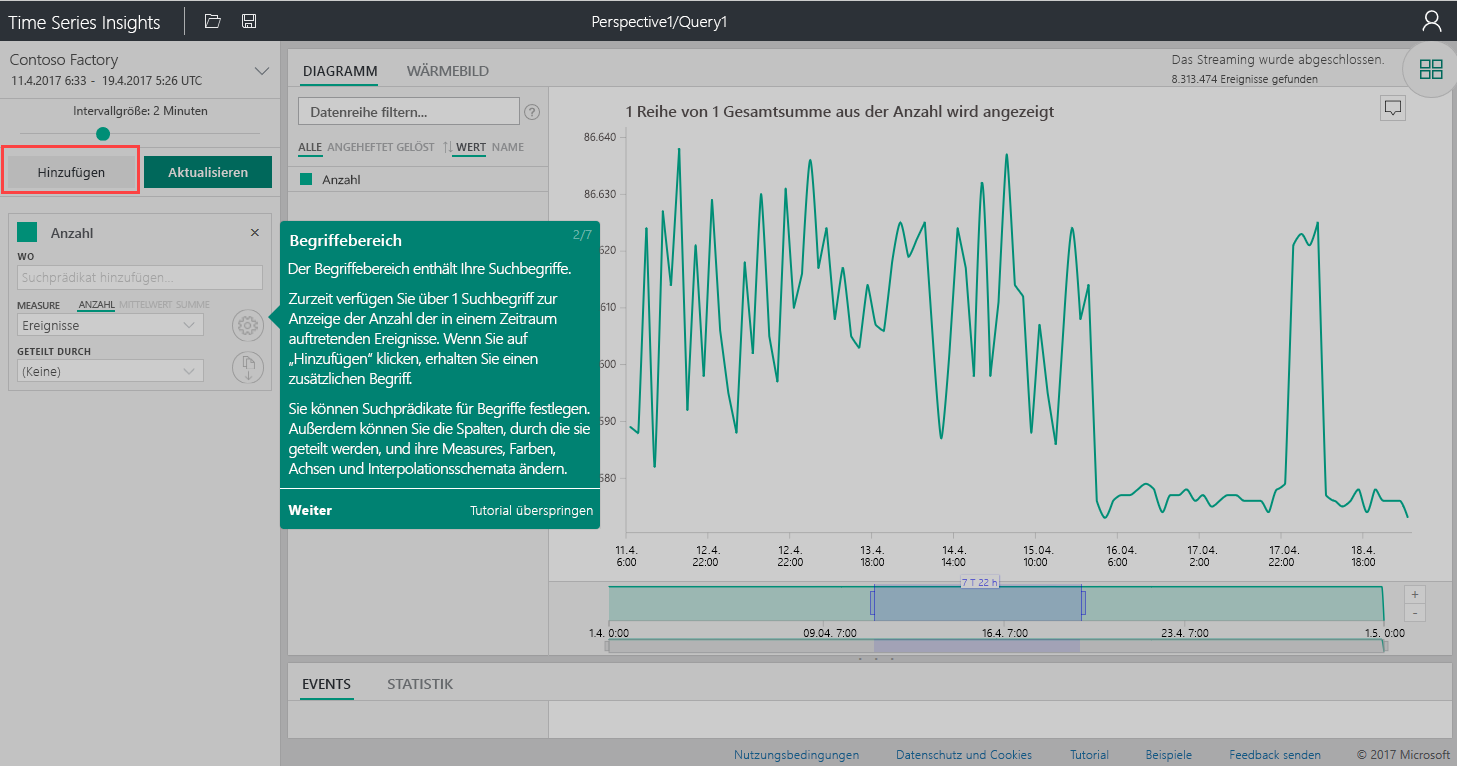 Time Series Insights
Perspective1/Query1
Contoso Factory
11.4.2017 6:33 - 19.4.2017 5:26 UTC
Intervallgröße: 2 Minuten
Hinzufügen
Aktualisieren
Anzahl
×
WO
Suchprädikat hinzufügen...
MEASURE ANZAHL MITTELWERT SUMME
Ereignisse
GETEILT DURCH
(Keine)
DIAGRAMM WÄRMEBILD
Das Streaming wurde abgeschlossen.
8.313.474 Ereignisse gefunden
Datenreihe filtern...
?
ALLE ANGEHEFTET GELÖST WERT NAME
Anzahl
Begriffebereich 2/7
Der Begriffebereich enthält Ihre Suchbegriffe.
Zurzeit verfügen Sie über 1 Suchbegriff zur
Anzeige der Anzahl der in einem Zeitraum
auftretenden Ereignisse. Wenn Sie auf
„Hinzufügen“ klicken, erhalten Sie einen
zusätzlichen Begriff.
Sie können Suchprädikate für Begriffe festlegen.
Außerdem können Sie die Spalten, durch die sie
geteilt werden, und ihre Measures, Farben,
Achsen und Interpolationsschemata ändern.
Weiter Tutorial überspringen
1 Reihe von 1 Gesamtsumme aus der Anzahl wird angezeigt
86.640
86.630
620
610
600
590
580
11.4. 12.4. 12.4. 13.4. 14.4. 15.04. 16.04. 17.04. 17.04. 18.4.
6:00 22:00 22:00 18:00 14:00 10:00 6:00 2:00 22:00 18:00
7 T 22 h
+
-
1.4. 0:00 09.04. 7:00 16.4. 7:00 23.4. 7:00 1.5. 0:00
EVENTS STATISTIK
Nutzungsbedingungen Datenschutz und Cookies Tutorial Beispiele Feedback senden © 2017 Microsoft